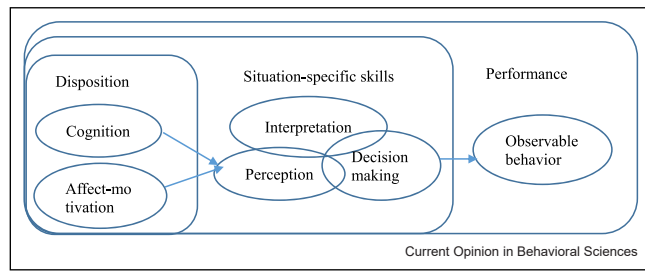 Disposition
Situation-specific skills
Performance
Cognition
Interpretation
Observable
behavior
Decision
making
Perception
Affect-mo
tivation
Current Opinion in Behavioral Sciences